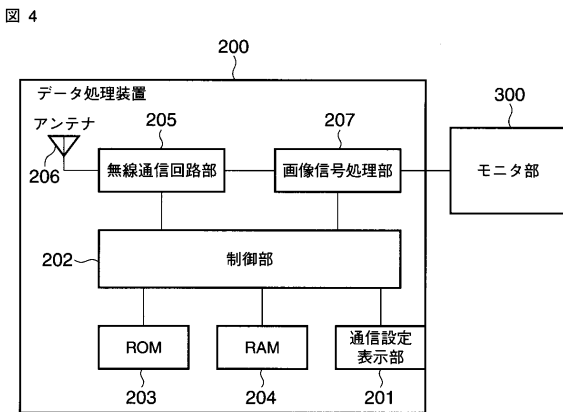 図 4
200
データ処理装置
アンテナ
206
205
無線通信回路部
207
画像信号処理部
300
モニタ部
202
制御部
ROM
203
RAM
204
通信設定
表示部
201